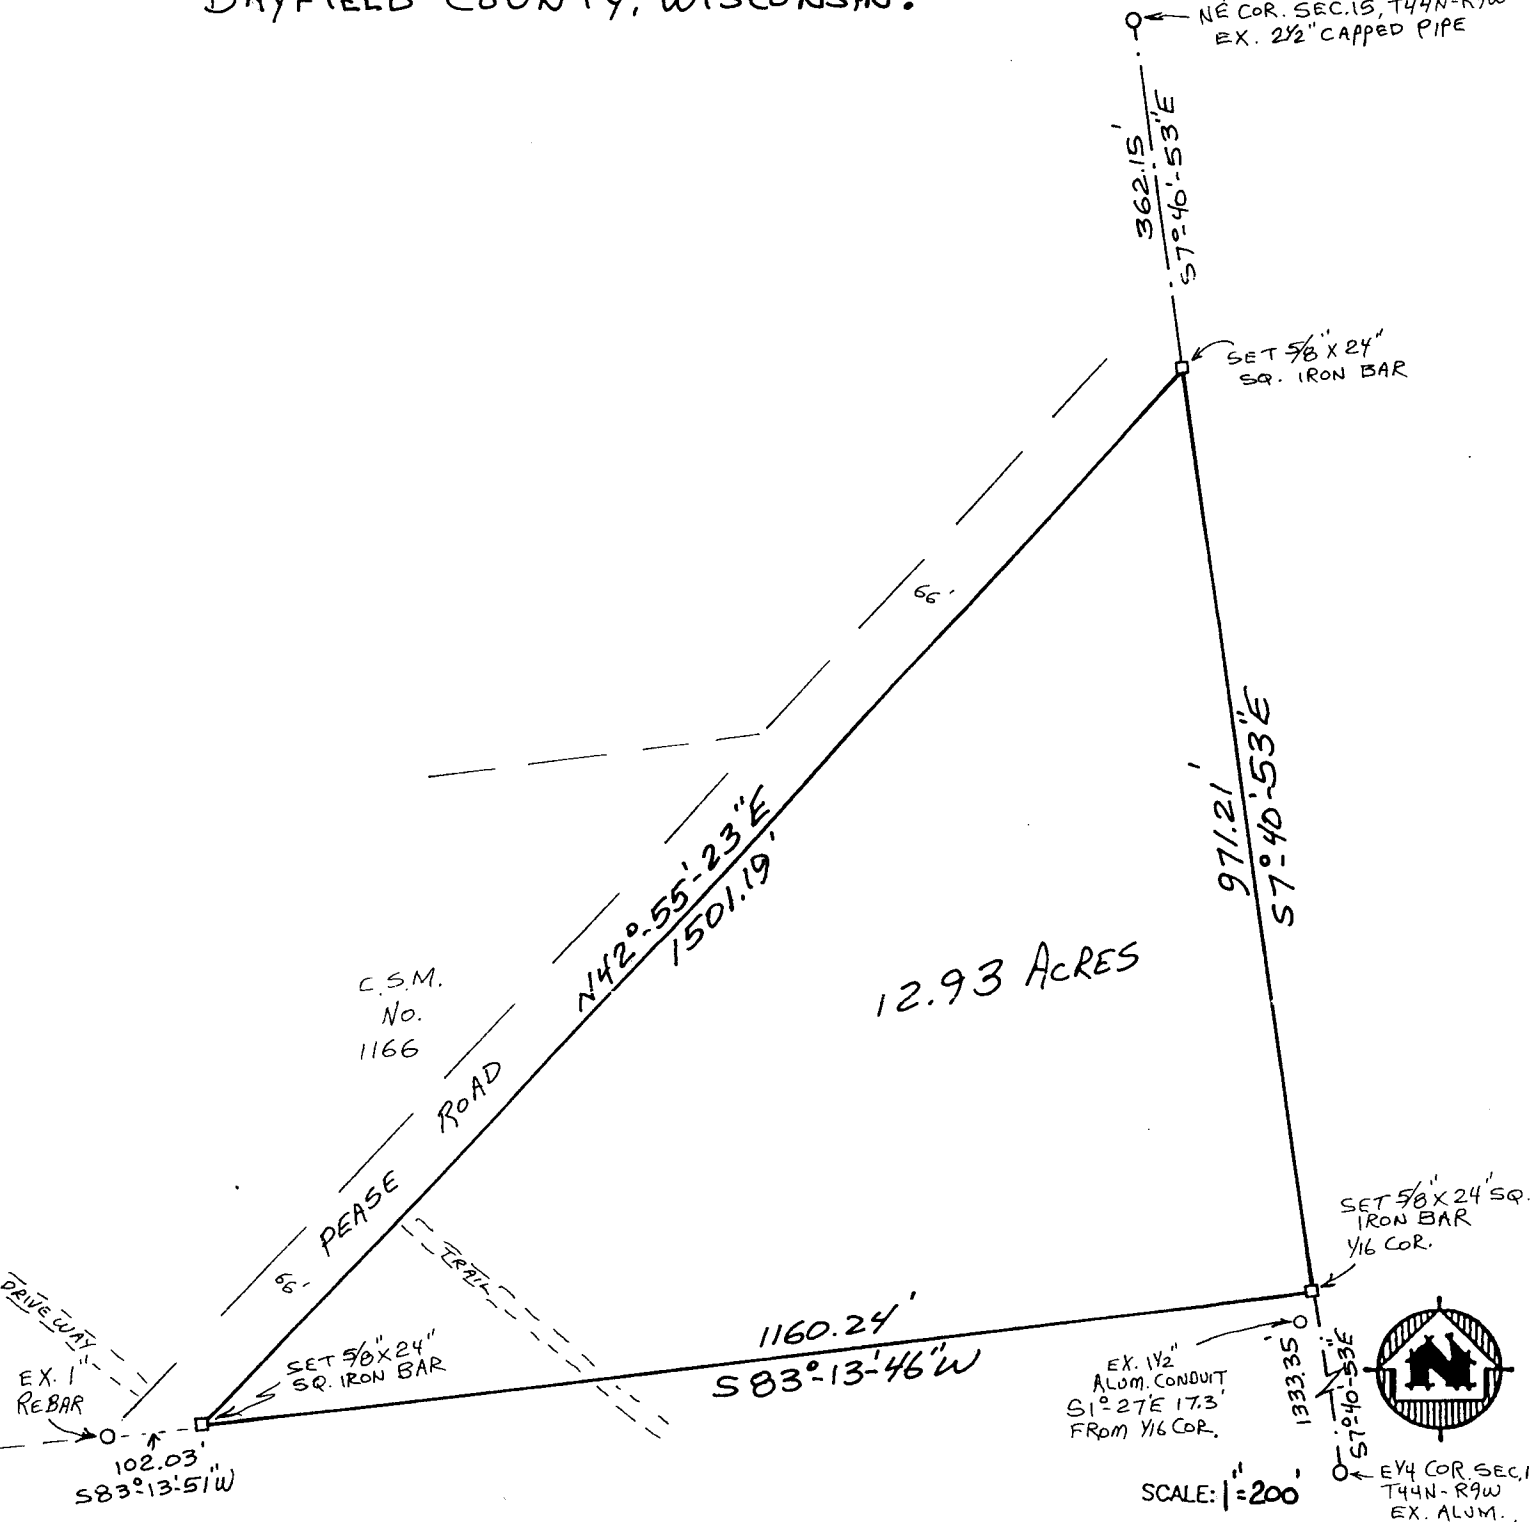 BAYFIELD COUNTY, WISCONSIN.
NE COR. SEC.15, T44N-R9W
EX. 2½" CAPPED PIPE
362.15'
S7°-40'-53"E
SET 5/8" X 24"
SQ. IRON BAR
66'
971.21'
S7°-40'-53"E
N42°-55'-23"E
1501.19'
12.93 ACRES
C.S.M.
No.
1166
PEASE ROAD
66'
TRAIL
DRIVEWAY
EX. 1"
REBAR
SET 5/8" X 24"
SQ. IRON BAR
102.03'
S83°-13'-51"W
1160.24'
S83°-13'-46"W
SET 5/8" X 24" SQ.
IRON BAR
1/16 COR.
EX. 1½"
ALUM. CONDUIT
S1°-27'E 17.3'
FROM 1/16 COR.
1333.35'
S7°-40'-53"E
N
SCALE: 1"=200'
E1/4 COR. SEC.1
T44N-R9W
EX. ALUM.